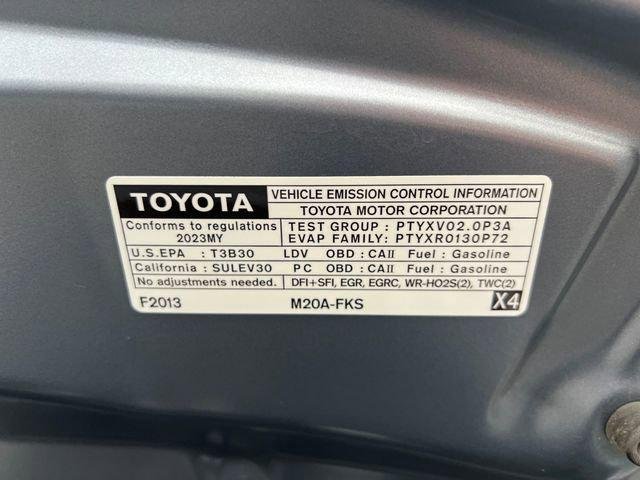 TOYOTA
VEHICLE EMISSION CONTROL INFORMATION
TOYOTA MOTOR CORPORATION
Conforms to regulations
2023MY
TEST GROUP : PTYXV02.0P3A
EVAP FAMILY: PTYXR0130P72
U.S.EPA : T3B30 LDV OBD : CAII Fuel : Gasoline
California : SULEV30 PC OBD : CAII Fuel : Gasoline
No adjustments needed. DFI+SFI, EGR, EGRC, WR-HO2S(2), TWC(2)
F2013 M20A-FKS X4